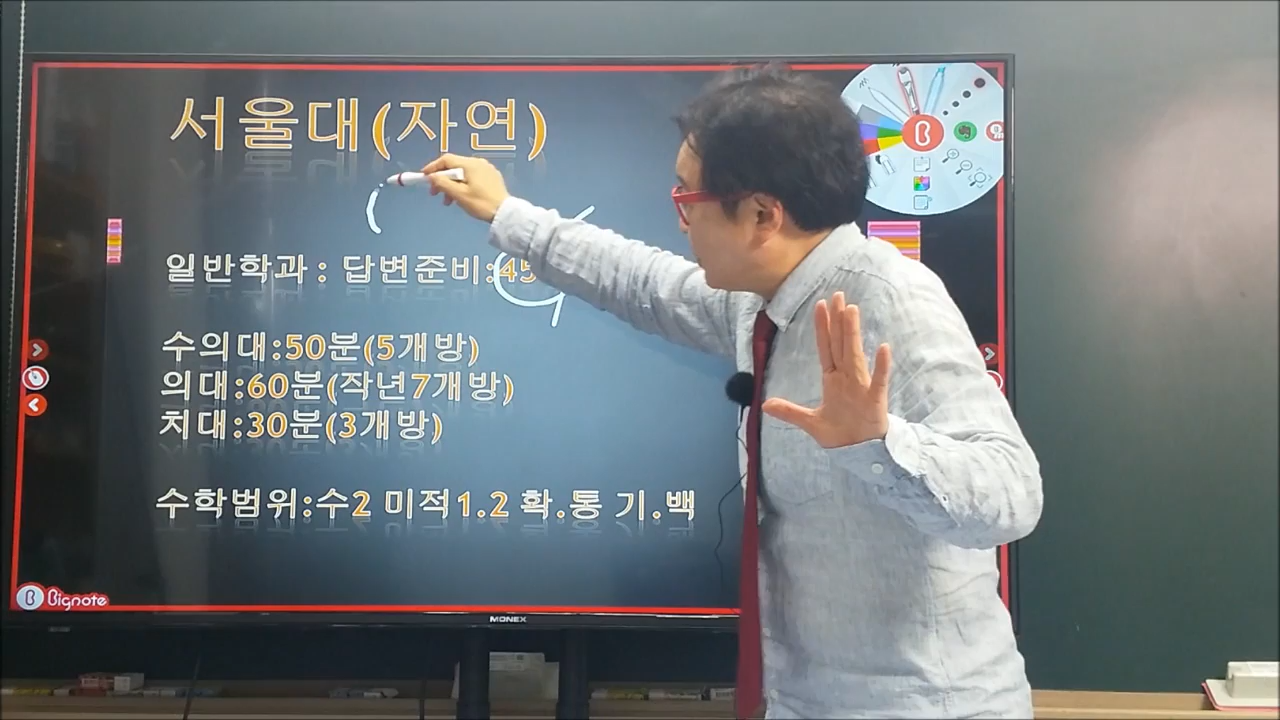 서울대(자연)
일반학과 : 답변준비:45
수의대:50분(5개방)
의대:60분(작년7개방)
치대:30분(3개방)
수학범위:수2 미적1.2 확.통 기.백
Bignote
MONEX